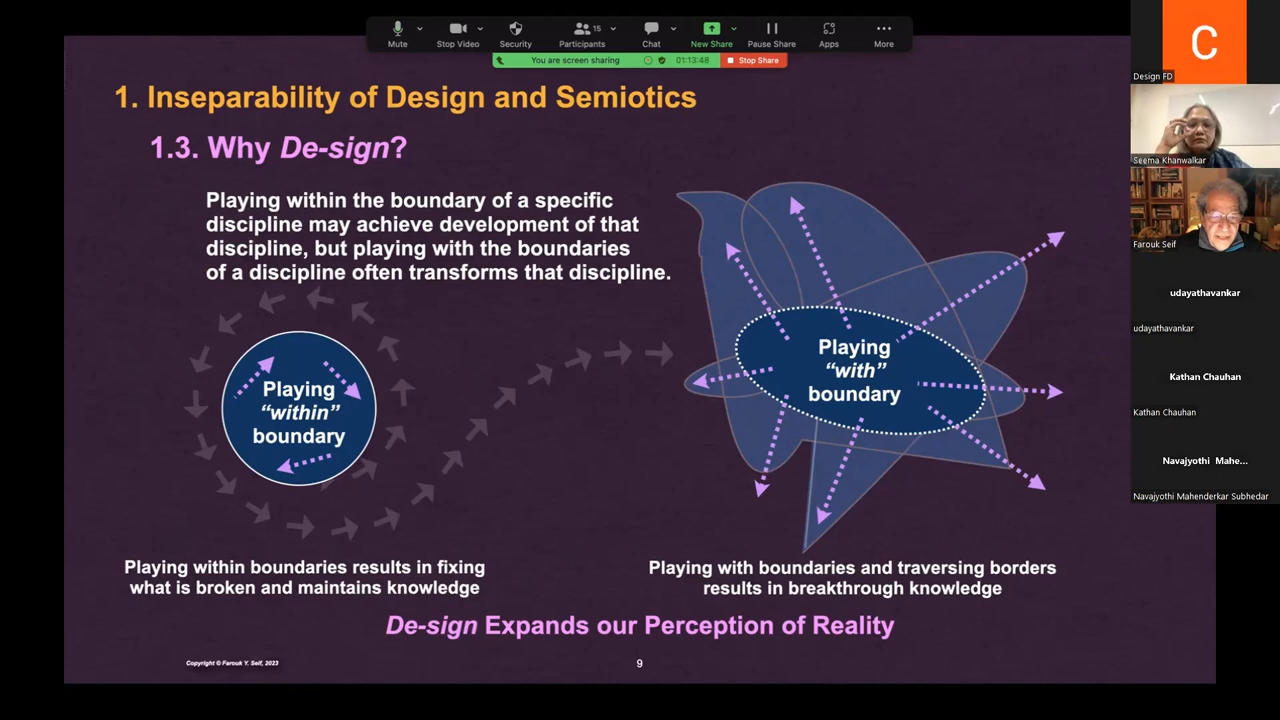 Mute
Stop Video
Security
15
Participants
Chat
New Share
Pause Share
Apps
More
You are screen sharing
01:13:48
Stop Share
1. Inseparability of Design and Semiotics
1.3. Why De-sign?
Playing within the boundary of a specific
discipline may achieve development of that
discipline, but playing with the boundaries
of a discipline often transforms that discipline.
Playing
“within”
boundary
Playing
“with”
boundary
Playing within boundaries results in fixing
what is broken and maintains knowledge
Playing with boundaries and traversing borders
results in breakthrough knowledge
De-sign Expands our Perception of Reality
Copyright © Farouk Y. Seif, 2023
9
C
Design FD
Seema Khanwalkar
Farouk Seif
udayathavankar
udayathavankar
Kathan Chauhan
Kathan Chauhan
Navajyothi Mahe...
Navajyothi Mahenderkar Subhedar